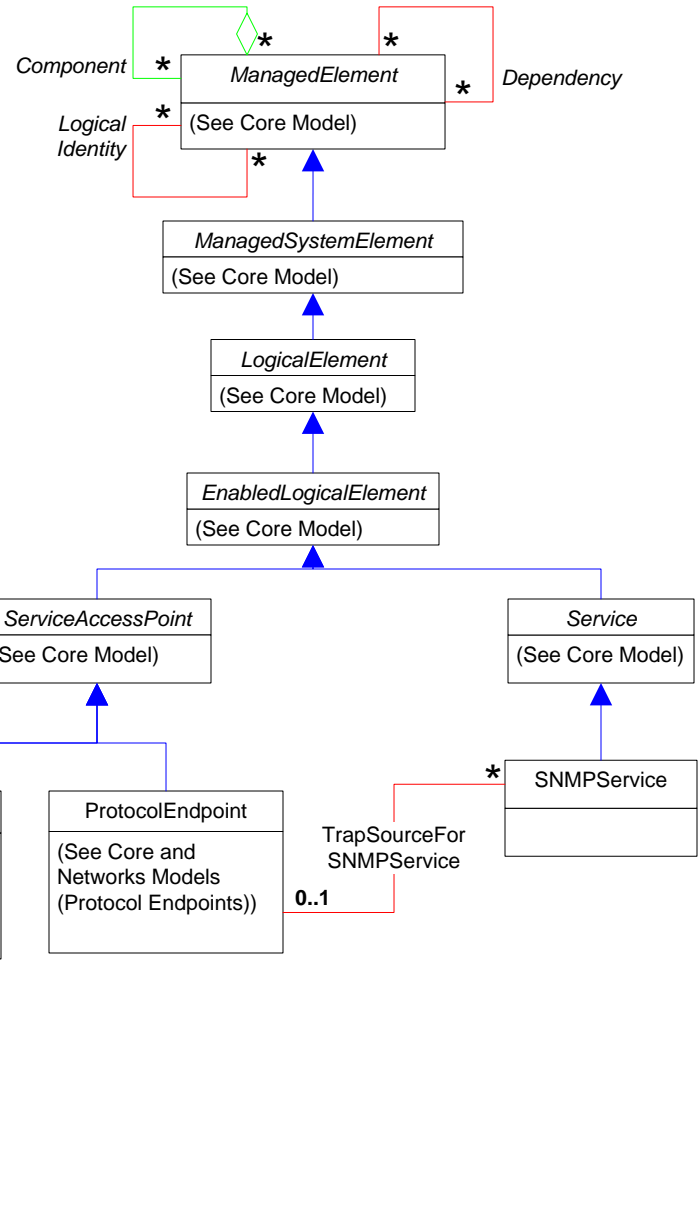 *
Component
*
ManagedElement
*
Dependency
*
Logical
Identity
*
(See Core Model)
*
ManagedSystemElement
(See Core Model)
LogicalElement
(See Core Model)
EnabledLogicalElement
(See Core Model)
ServiceAccessPoint
See Core Model)
Service
(See Core Model)
ProtocolEndpoint
(See Core and
Networks Models
(Protocol Endpoints))
0..1
TrapSourceFor
SNMPService
*
SNMPService